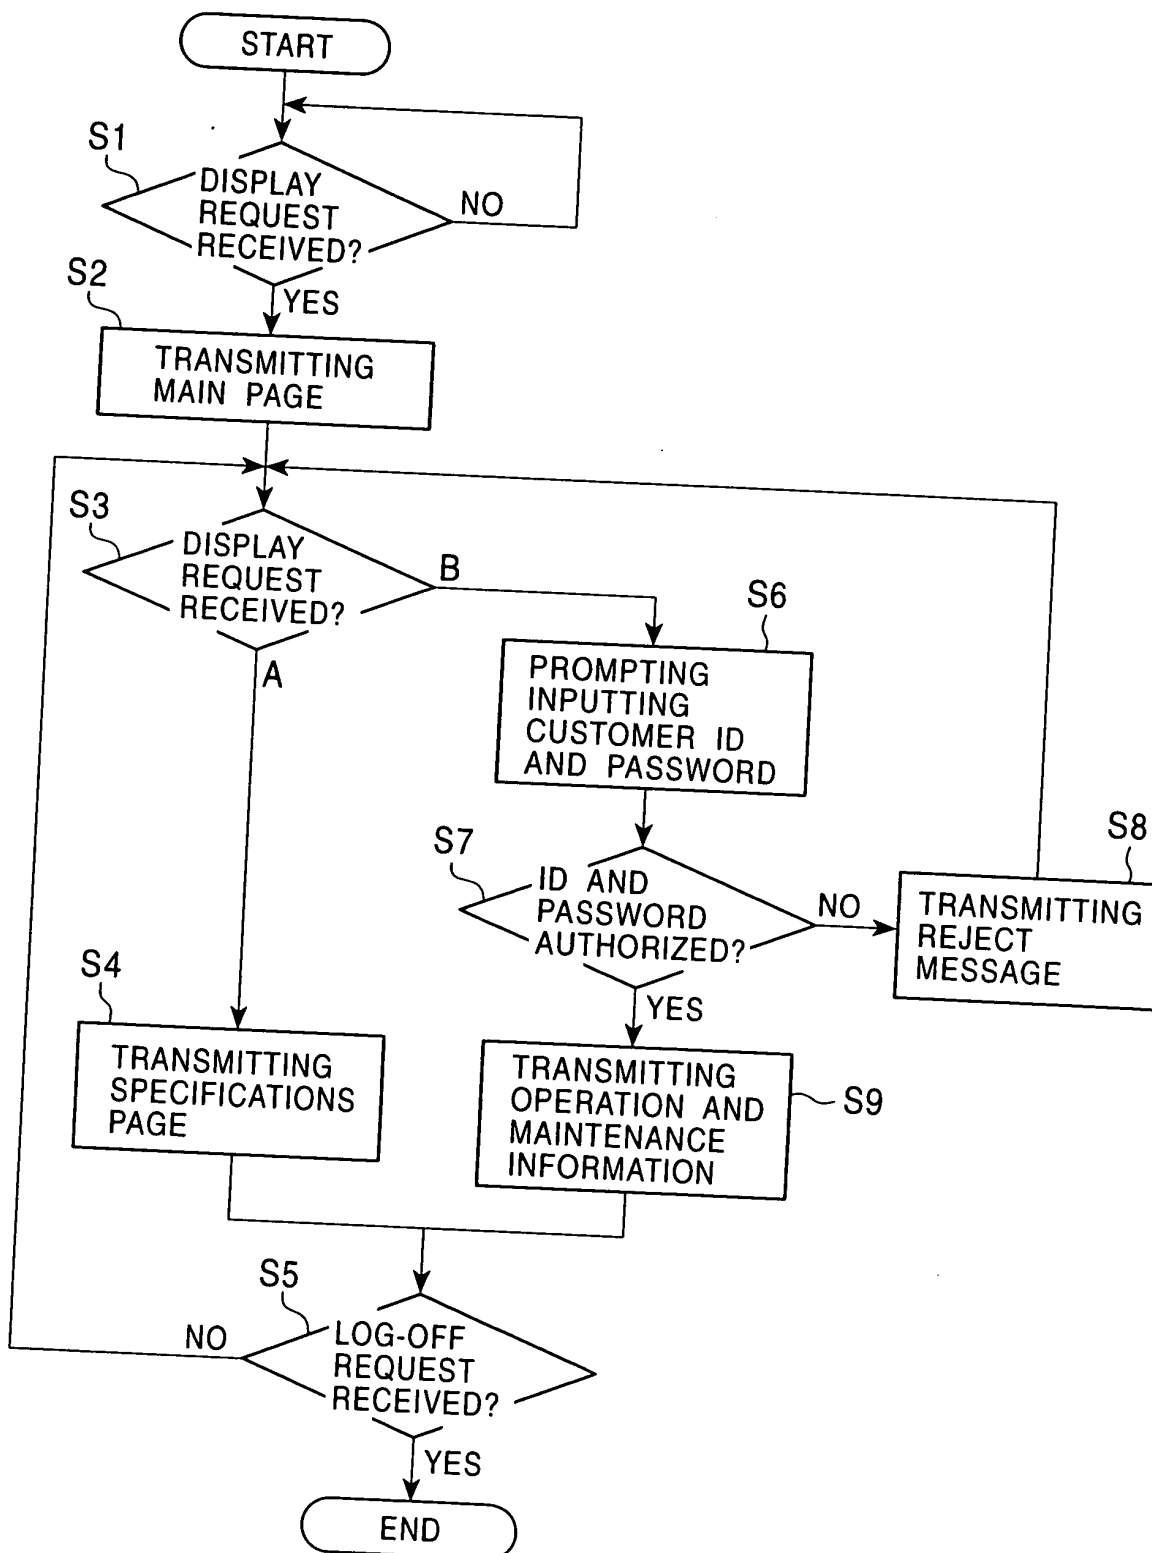 START
S1
DISPLAY
REQUEST
RECEIVED?
NO
YES
S2
TRANSMITTING
MAIN PAGE
S3
DISPLAY
REQUEST
RECEIVED?
B
A
S6
PROMPTING
INPUTTING
CUSTOMER ID
AND PASSWORD
S7
ID AND
PASSWORD
AUTHORIZED?
NO
YES
S8
TRANSMITTING
REJECT
MESSAGE
S4
TRANSMITTING
SPECIFICATIONS
PAGE
TRANSMITTING
OPERATION AND
MAINTENANCE
INFORMATION
S9
S5
LOG-OFF
REQUEST
RECEIVED?
NO
YES
END